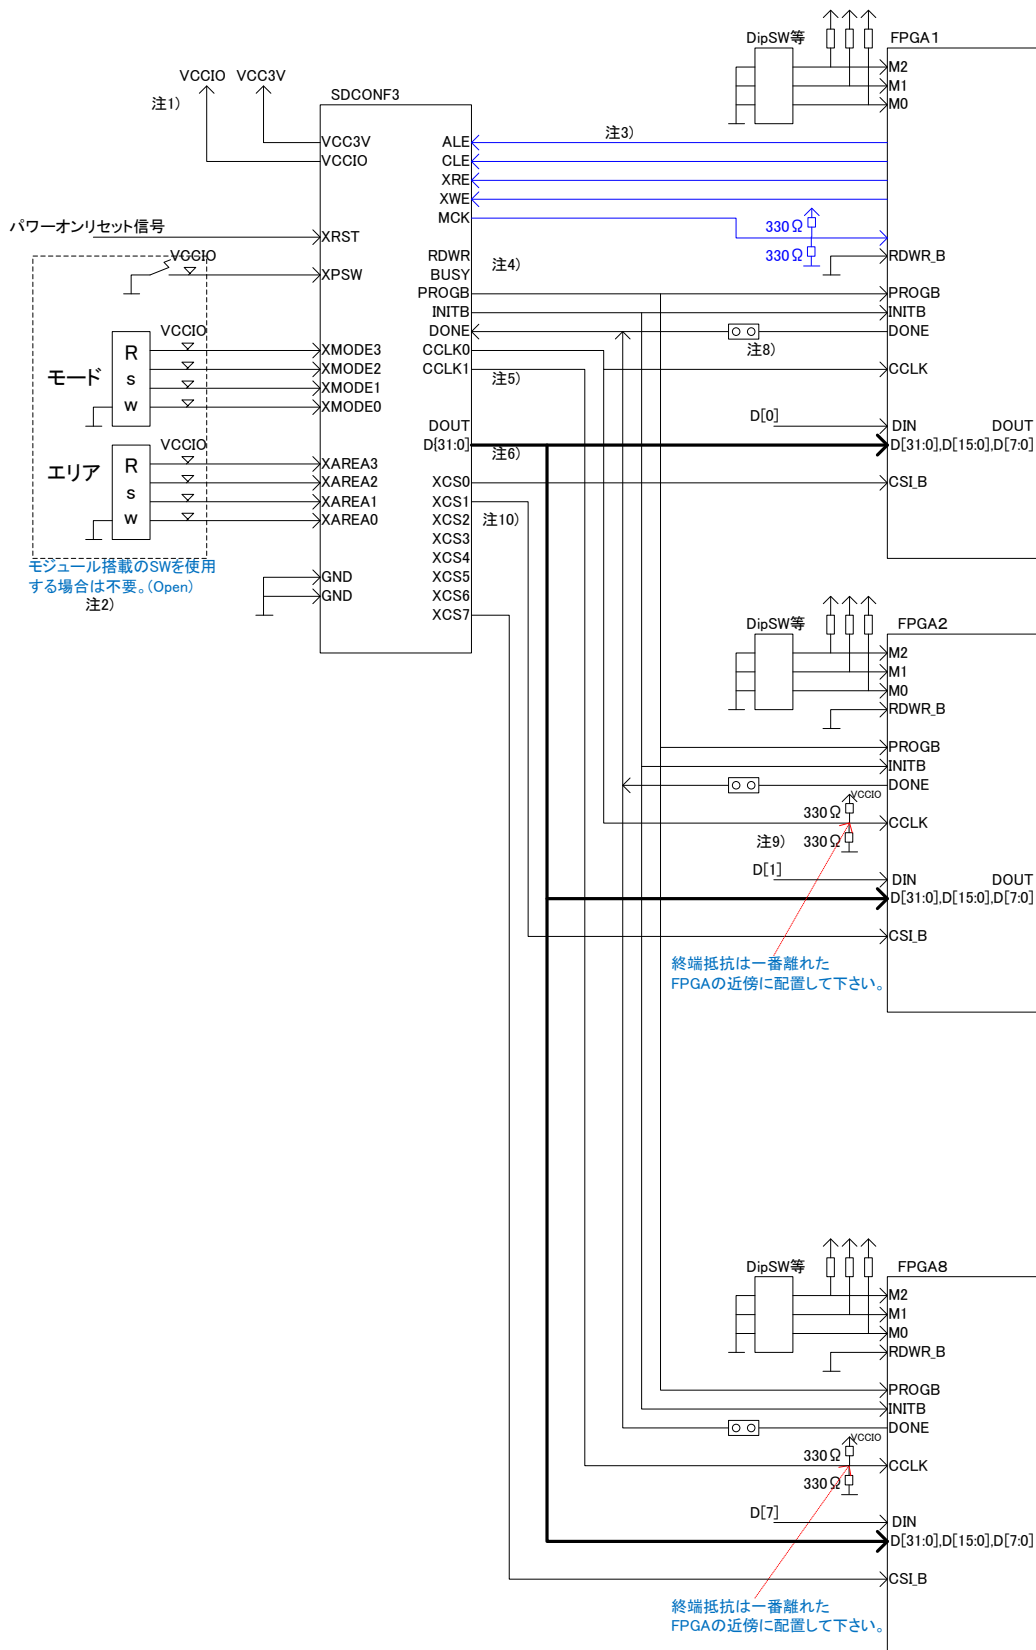 DipSW等
FPGA1
M2
M1
M0
VCCIO
VCC3V
注1)
SDCONF3
VCC3V
VCCIO
ALE
CLE
XRE
XWE
MCK
注3)
パワーオンリセット信号
XRST
330Ω
330Ω
VCCIO
XPSW
RDWR
BUSY
PROGB
INITB
DONE
CCLK0
CCLK1
注4)
RDWR_B
PROGB
INITB
DONE
注8)
CCLK
VCCIO
モード
R
s
w
XMODE3
XMODE2
XMODE1
XMODE0
注5)
DOUT
D[31:0]
注6)
D[0]
DIN
DOUT
D[31:0],D[15:0],D[7:0]
VCCIO
エリア
R
s
w
XAREA3
XAREA2
XAREA1
XAREA0
XCS0
XCS1
XCS2
XCS3
XCS4
XCS5
XCS6
XCS7
注10)
CSI_B
モジュール搭載のSWを使用
する場合は不要。(Open)
注2)
GND
GND
DipSW等
FPGA2
M2
M1
M0
RDWR_B
PROGB
INITB
DONE
VCCIO
330Ω
CCLK
注9)
330Ω
D[1]
DIN
DOUT
D[31:0],D[15:0],D[7:0]
CSI_B
終端抵抗は一番離れた
FPGAの近傍に配置して下さい。
DipSW等
FPGA8
M2
M1
M0
RDWR_B
PROGB
INITB
DONE
VCCIO
330Ω
CCLK
330Ω
D[7]
DIN
D[31:0],D[15:0],D[7:0]
CSI_B
終端抵抗は一番離れた
FPGAの近傍に配置して下さい。